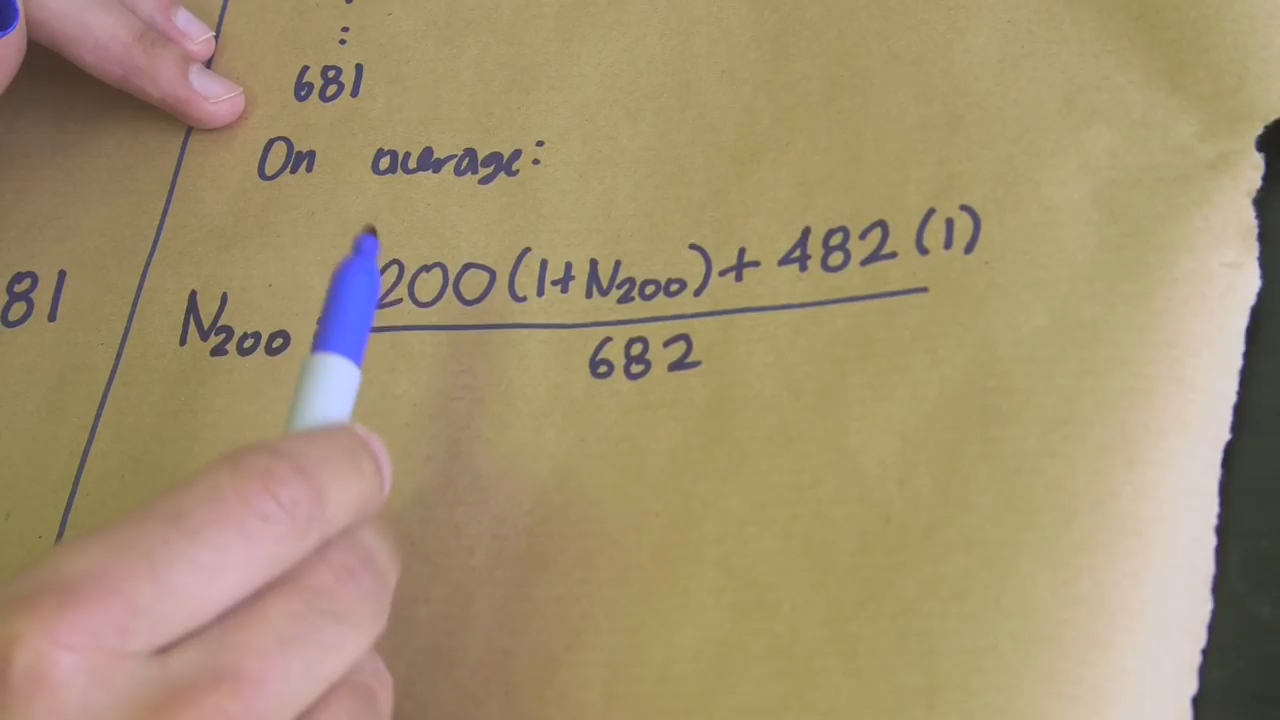 :
681
On average:
81
N₂₀₀ 200(1+N₂₀₀)+482(1)
682